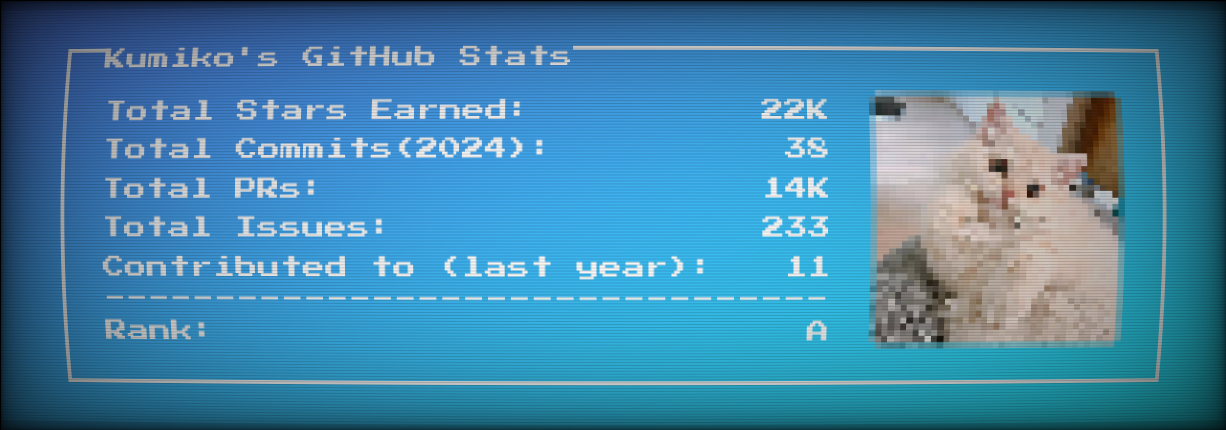 Kumiko's GitHub Stats
Total Stars Earned: 22K
Total Commits(2024): 38
Total PRs: 14K
Total Issues: 233
Contributed to (last year): 11
Rank: A